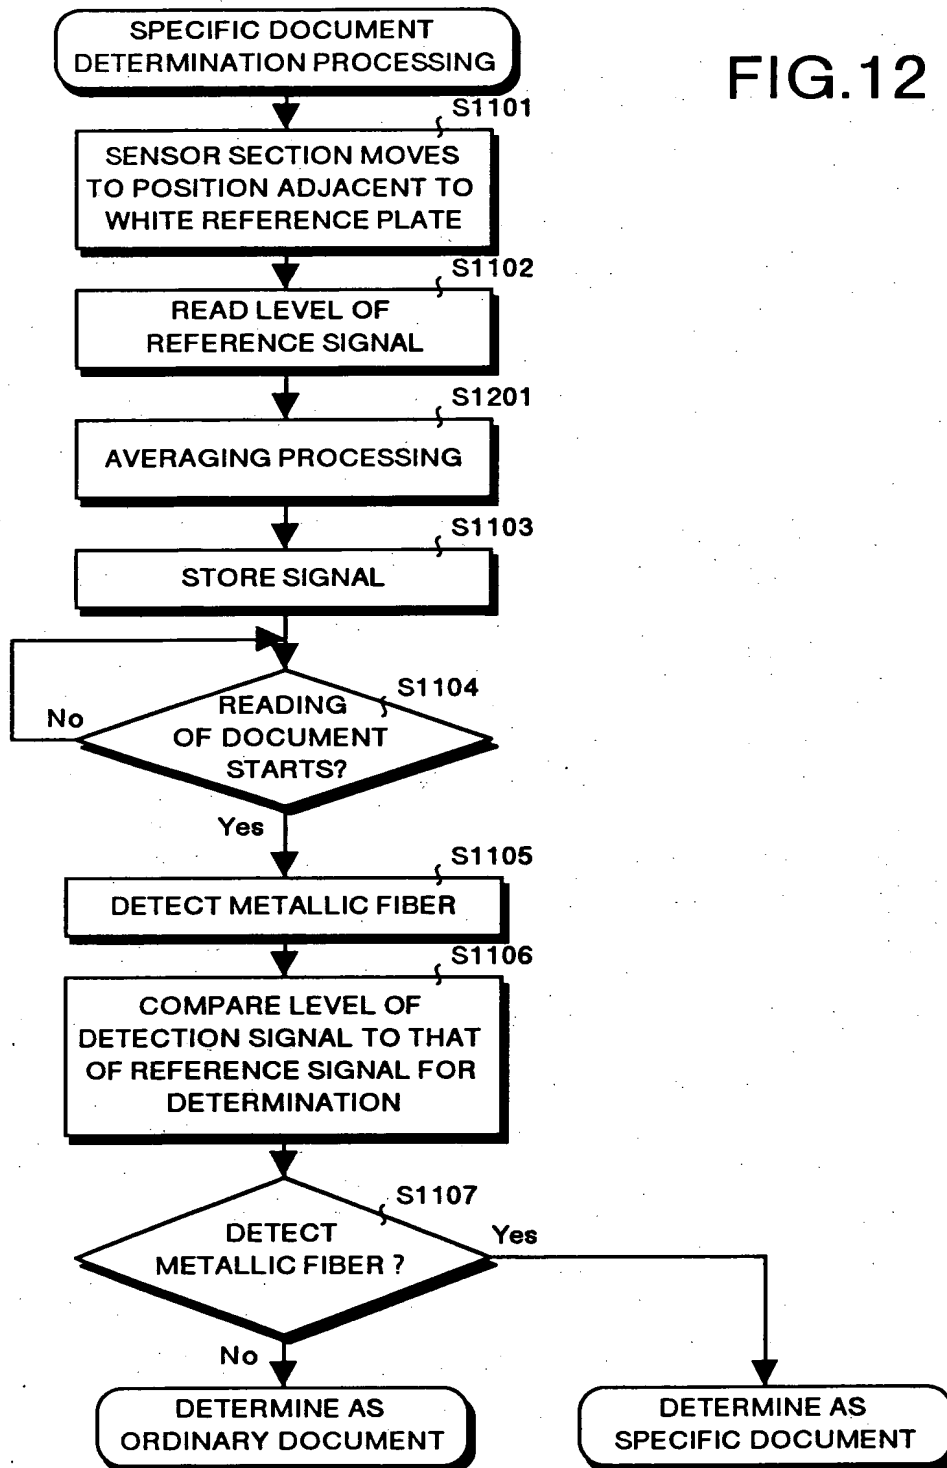 SPECIFIC DOCUMENT
DETERMINATION PROCESSING
FIG.12
S1101
SENSOR SECTION MOVES
TO POSITION ADJACENT TO
WHITE REFERENCE PLATE
S1102
READ LEVEL OF
REFERENCE SIGNAL
S1201
AVERAGING PROCESSING
S1103
STORE SIGNAL
S1104
READING
OF DOCUMENT
STARTS?
No
Yes
S1105
DETECT METALLIC FIBER
S1106
COMPARE LEVEL OF
DETECTION SIGNAL TO THAT
OF REFERENCE SIGNAL FOR
DETERMINATION
S1107
DETECT
METALLIC FIBER ?
Yes
No
DETERMINE AS
ORDINARY DOCUMENT
DETERMINE AS
SPECIFIC DOCUMENT